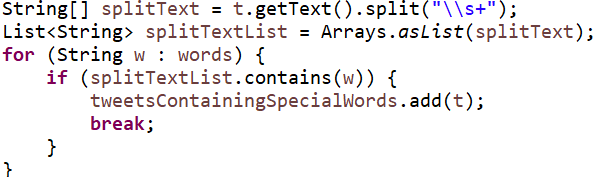 String[] splitText = t.getText().split("\\s+");
List<String> splitTextList = Arrays.asList(splitText);
for (String w : words) {
    if (splitTextList.contains(w)) {
        tweetsContainingSpecialWords.add(t);
        break;
    }
}